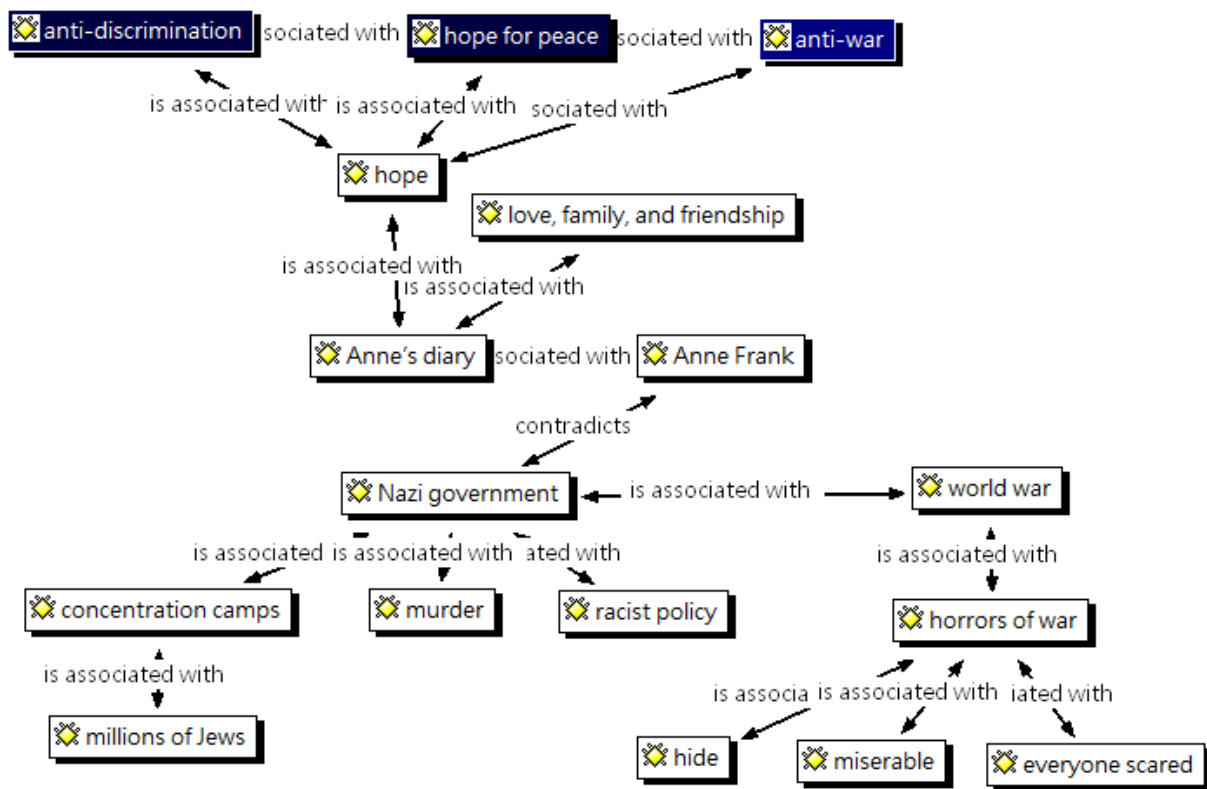 anti-discrimination sociated with hope for peace sociated with anti-war
is associated with is associated with sociated with
hope
love, family, and friendship
is associated with
is associated with
Anne's diary sociated with Anne Frank
contradicts
Nazi government is associated with world war
is associated is associated with ated with is associated with
concentration camps murder racist policy horrors of war
is associated with
is associa is associated with iated with
millions of Jews hide miserable everyone scared